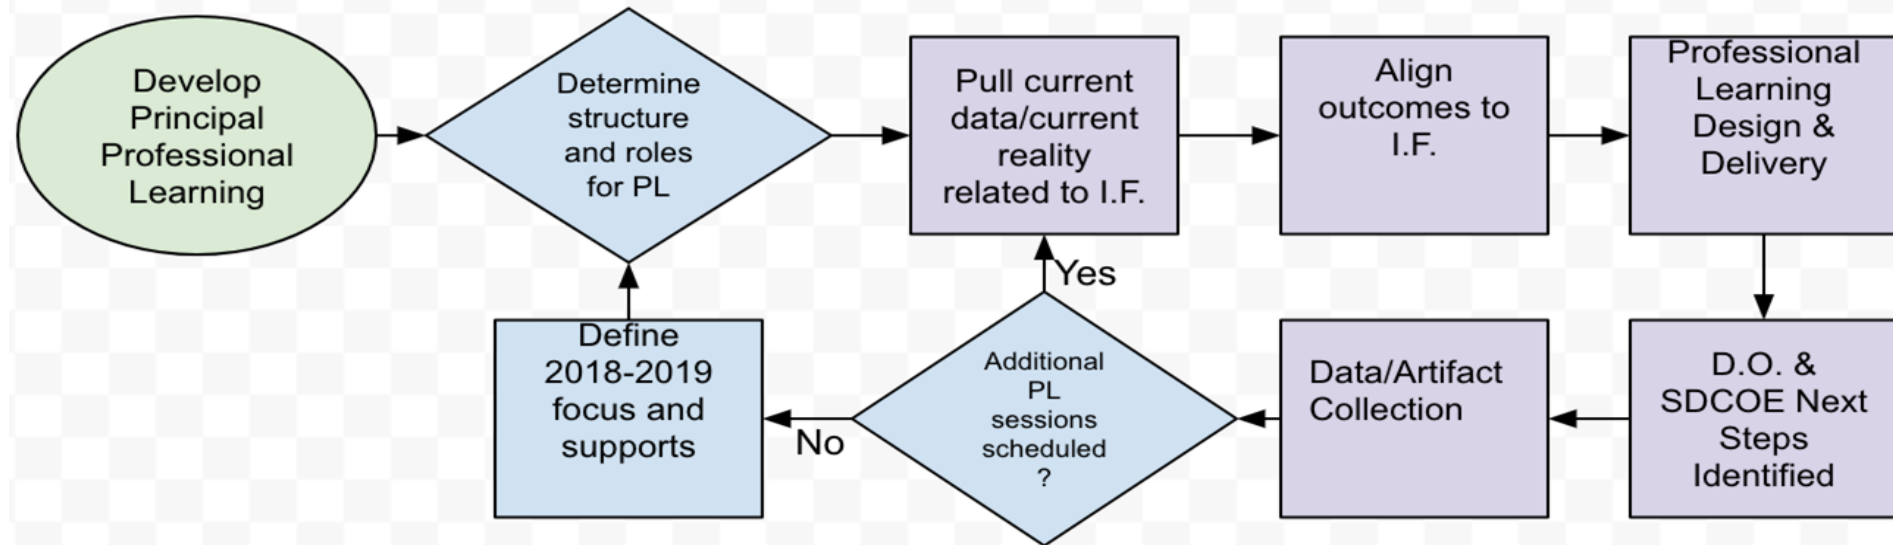 Develop
Principal
Professional
Learning
Determine
structure
and roles
for PL
Pull current
data/current
reality
related to I.F.
Align
outcomes to
I.F.
Professional
Learning
Design &
Delivery
D.O. &
SDCOE Next
Steps
Identified
Data/Artifact
Collection
Additional
PL
sessions
scheduled
?
Yes
No
Define
2018-2019
focus and
supports